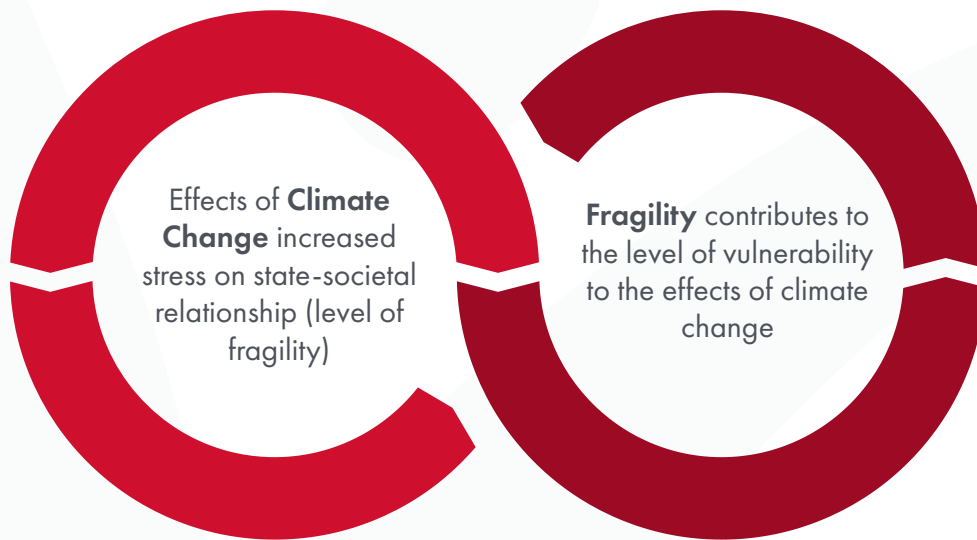 Effects of Climate
Change increased
stress on state-societal
relationship (level of
fragility)
Fragility contributes to
the level of vulnerability
to the effects of climate
change